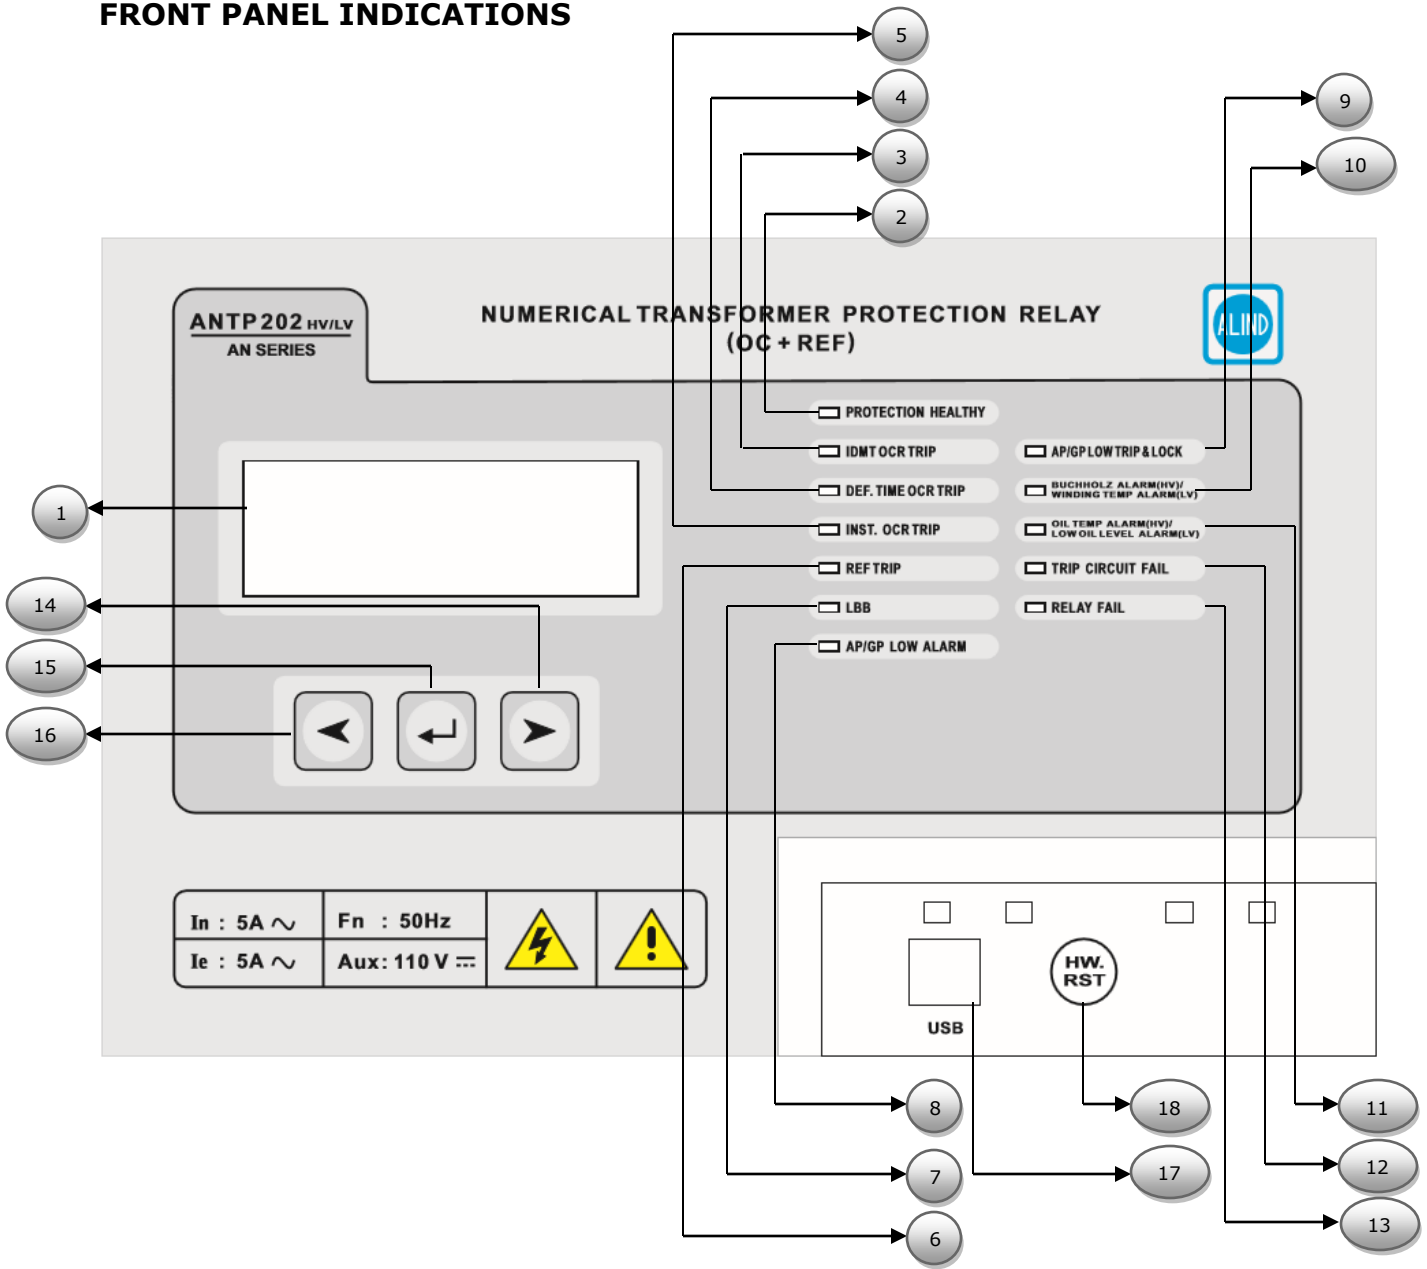 FRONT PANEL INDICATIONS
5
4
9
3
10
2
ANTP202 HV/LV
AN SERIES
NUMERICAL TRANSFORMER PROTECTION RELAY
(OC + REF)
ALIND
PROTECTION HEALTHY
IDMT OCR TRIP
AP/GP LOW TRIP & LOCK
DEF. TIME OCR TRIP
BUCHHOLZ ALARM(HV)/
WINDING TEMP ALARM(LV)
1
INST. OCR TRIP
OIL TEMP ALARM(HV)/
LOW OIL LEVEL ALARM(LV)
REF TRIP
TRIP CIRCUIT FAIL
14
LBB
RELAY FAIL
AP/GP LOW ALARM
15
16
In : 5A ∿
Fn : 50Hz
Ie : 5A ∿
Aux: 110 V ⎓
HW.
RST
USB
8
18
11
7
17
12
6
13